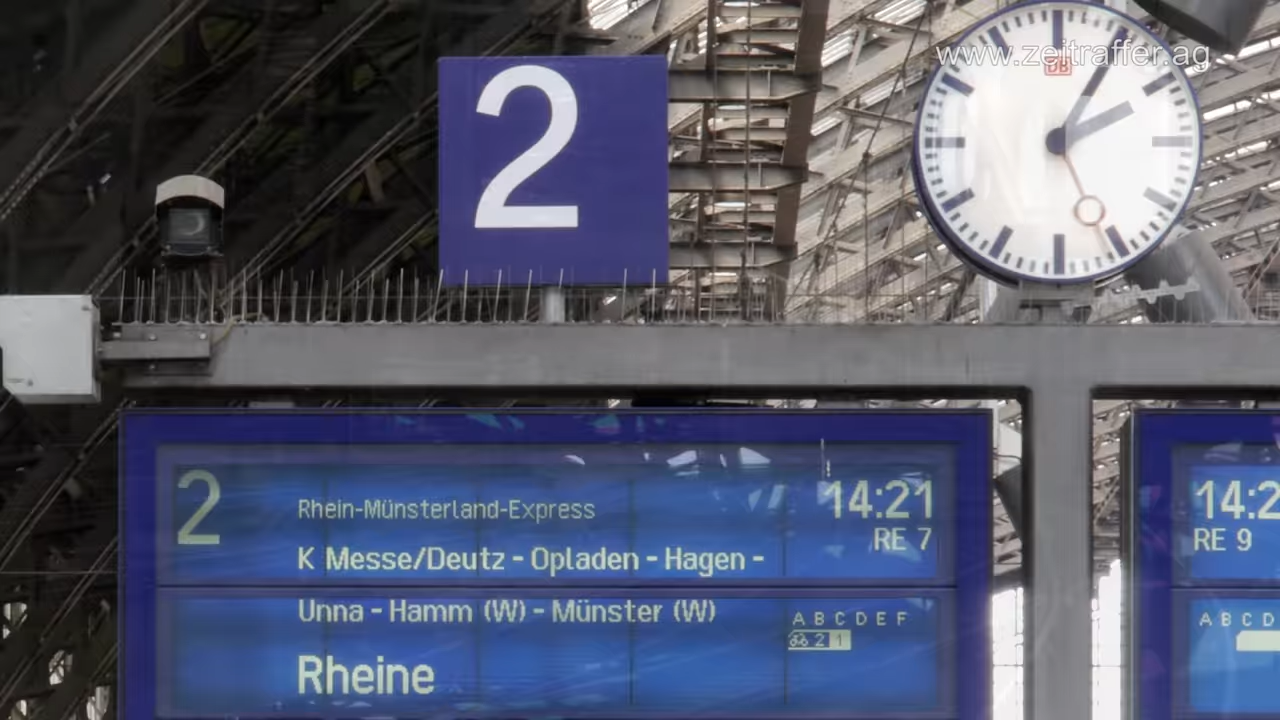 www.zeitraffer.ag
DB
2
2
Rhein-Münsterland-Express
14:21
RE 7
K Messe/Deutz - Opladen - Hagen -
Unna - Hamm (W) - Münster (W)
A B C D E F
2 1
Rheine
14:2
RE 9
A B C D